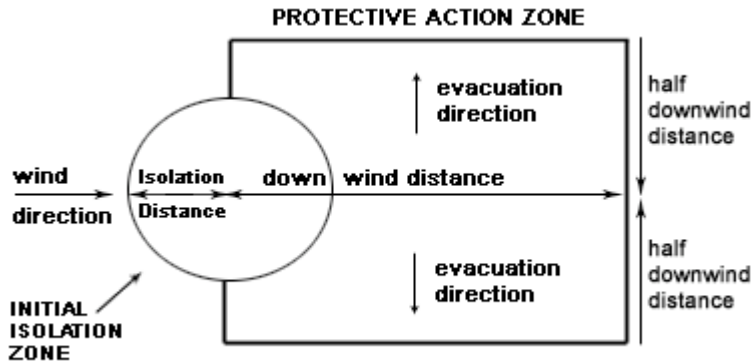 PROTECTIVE ACTION ZONE
evacuation
direction
half
downwind
distance
wind
direction
Isolation
Distance
down wind distance
evacuation
direction
half
downwind
distance
INITIAL
ISOLATION
ZONE